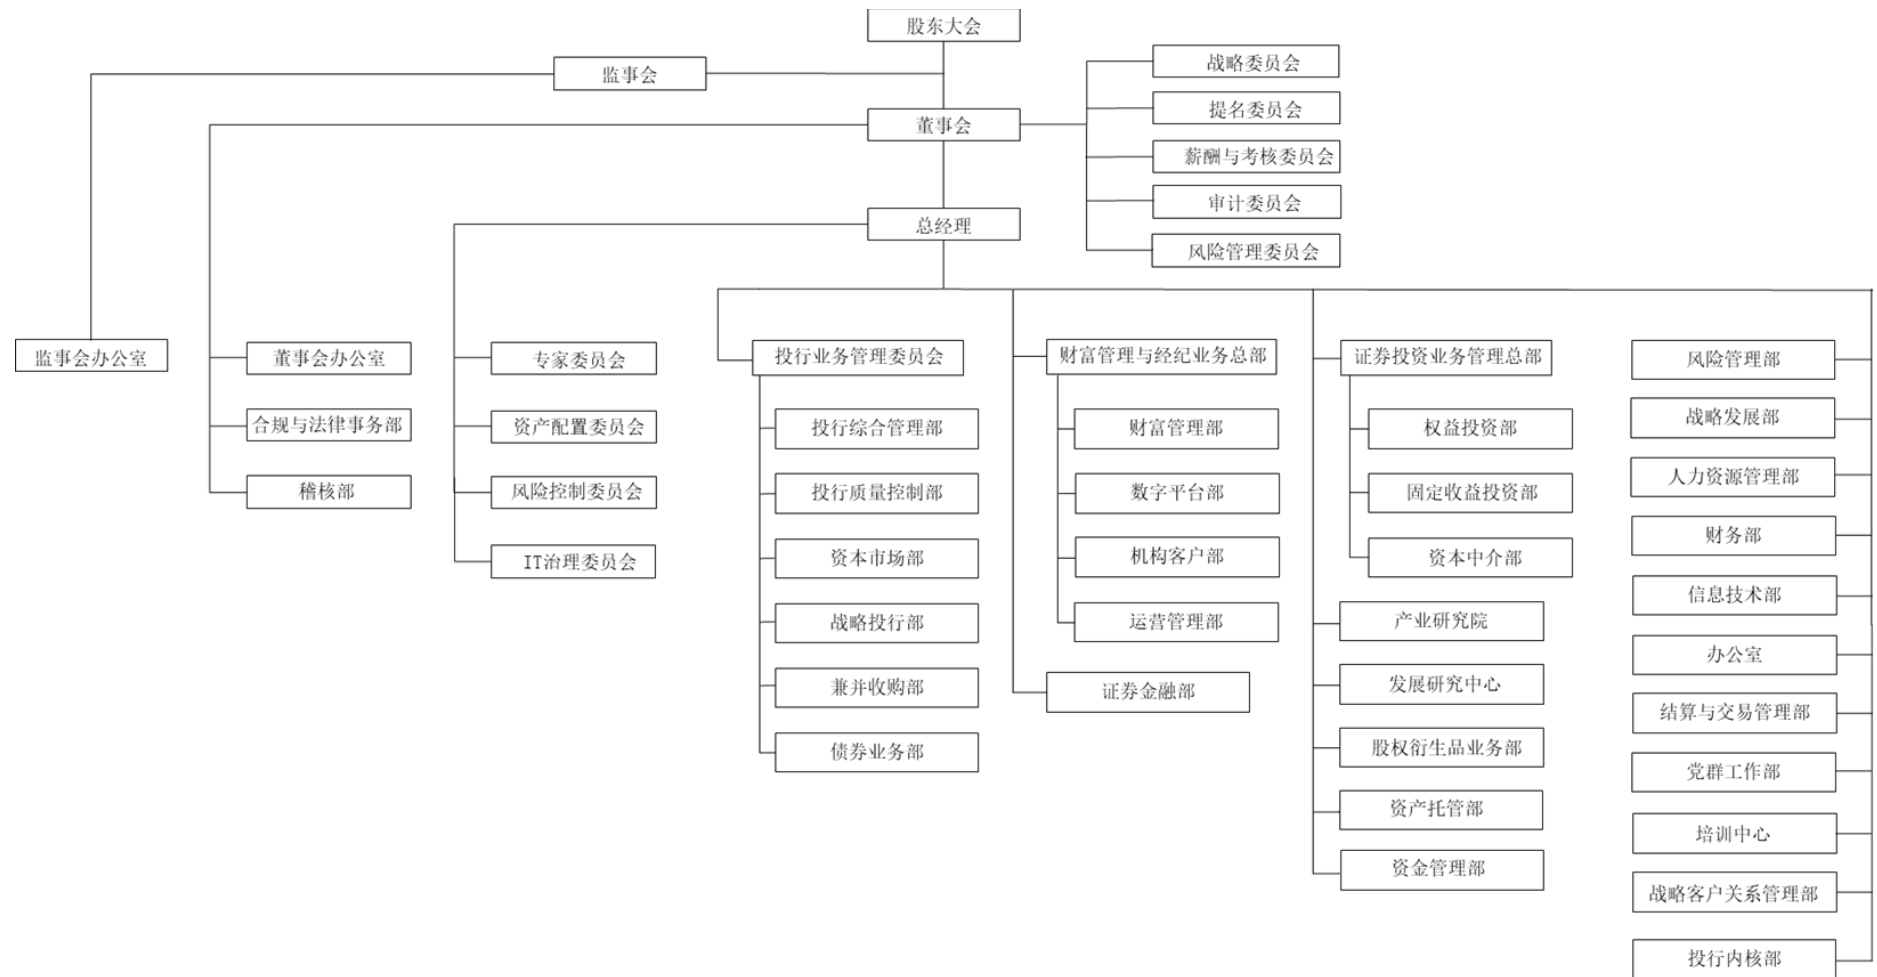 股东大会
监事会
董事会
战略委员会
提名委员会
薪酬与考核委员会
审计委员会
风险管理委员会
总经理
监事会办公室
董事会办公室
合规与法律事务部
稽核部
专家委员会
资产配置委员会
风险控制委员会
IT治理委员会
投行业务管理委员会
投行综合管理部
投行质量控制部
资本市场部
战略投行部
兼并收购部
债券业务部
财富管理与经纪业务总部
财富管理部
数字平台部
机构客户部
运营管理部
证券金融部
证券投资业务管理总部
权益投资部
固定收益投资部
资本中介部
产业研究院
发展研究中心
股权衍生品业务部
资产托管部
资金管理部
风险管理部
战略发展部
人力资源管理部
财务部
信息技术部
办公室
结算与交易管理部
党群工作部
培训中心
战略客户关系管理部
投行内核部